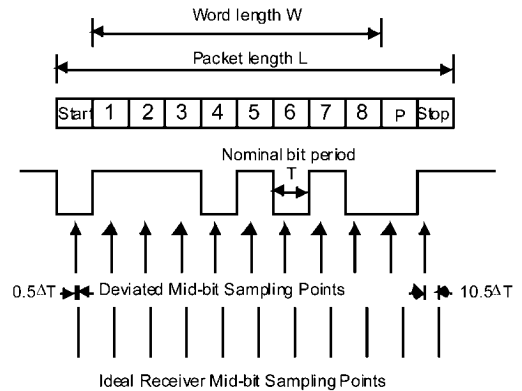 Word length W
Packet length L
Start 1 2 3 4 5 6 7 8 P Stop
Nominal bit period
T
0.5ΔT Deviated Mid-bit Sampling Points 10.5ΔT
Ideal Receiver Mid-bit Sampling Points